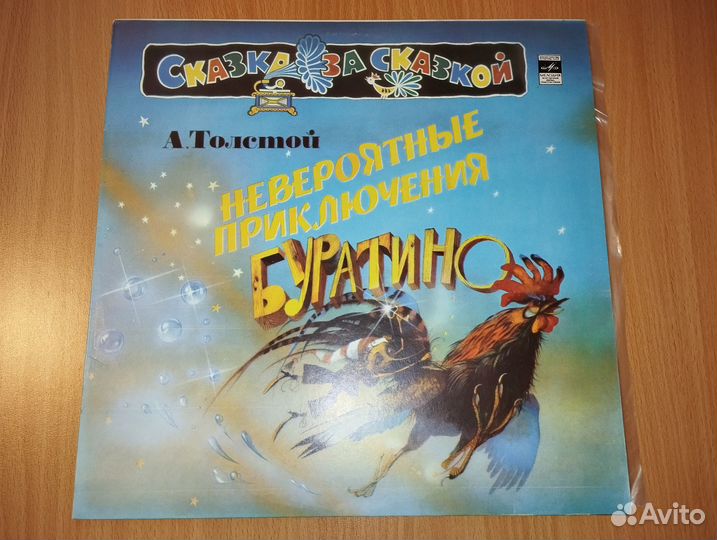 Сказка за сказкой
А. Толстой
НЕВЕРОЯТНЫЕ
ПРИКЛЮЧЕНИЯ
БУРАТИНО
Avito